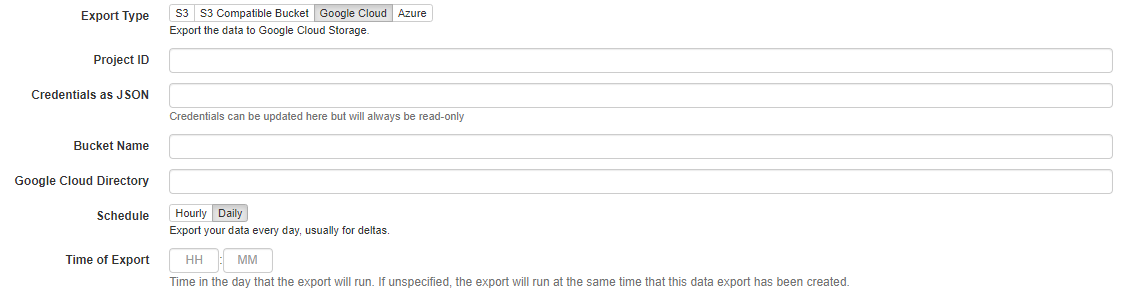 Export Type S3 S3 Compatible Bucket Google Cloud Azure
Export the data to Google Cloud Storage.
Project ID
Credentials as JSON
Credentials can be updated here but will always be read-only
Bucket Name
Google Cloud Directory
Schedule Hourly Daily
Export your data every day, usually for deltas.
Time of Export HH : MM
Time in the day that the export will run. If unspecified, the export will run at the same time that this data export has been created.